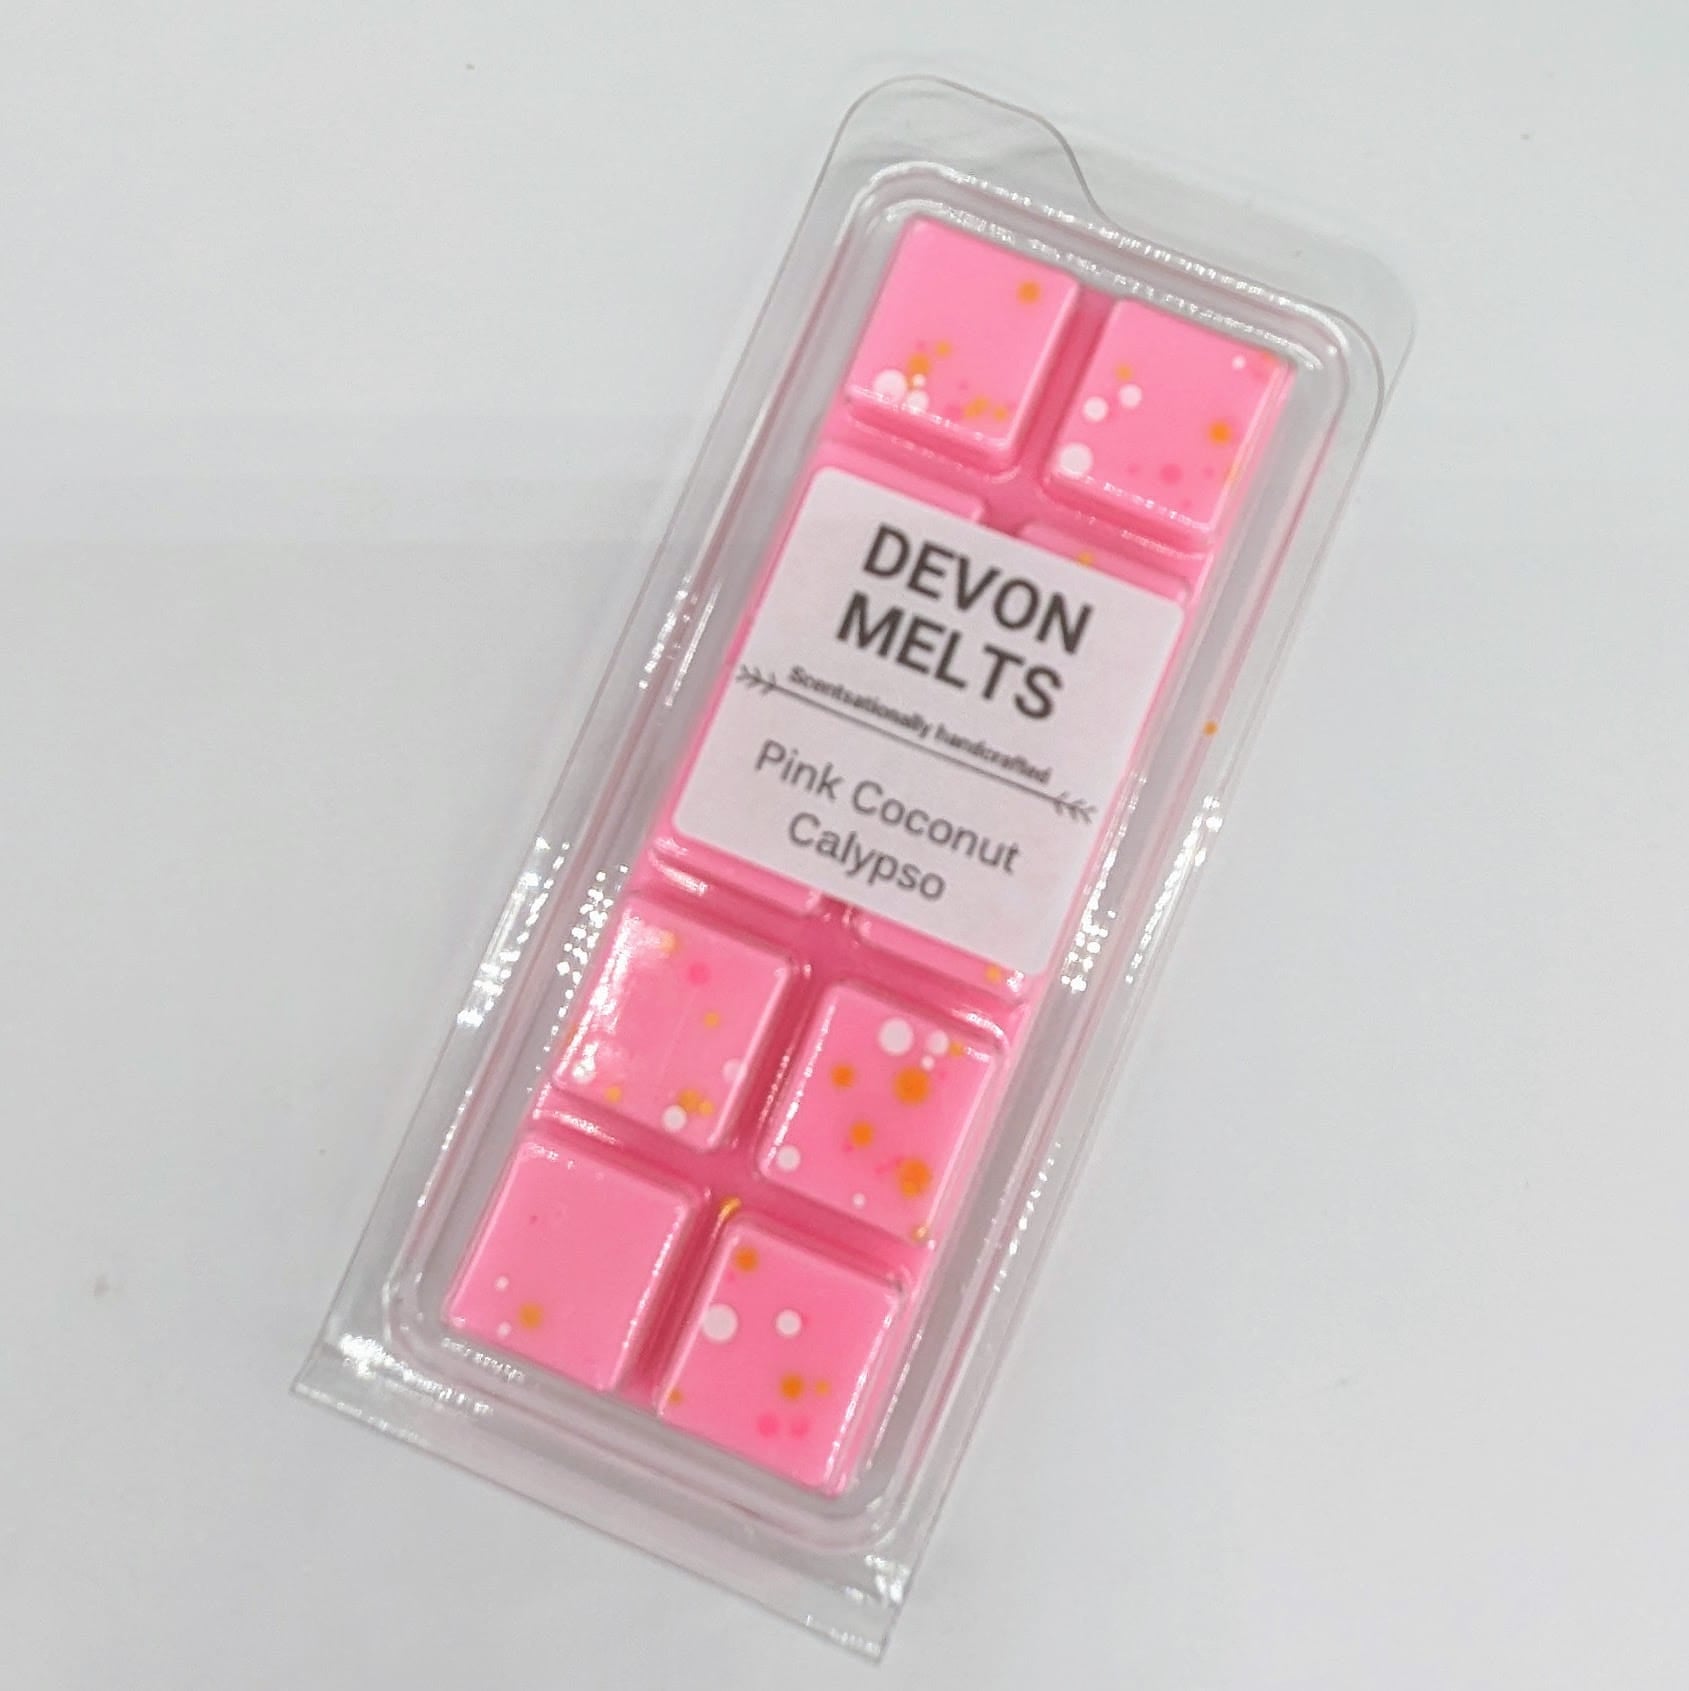 DEVON
MELTS
Scentsationally handcrafted
Pink Coconut
Calypso